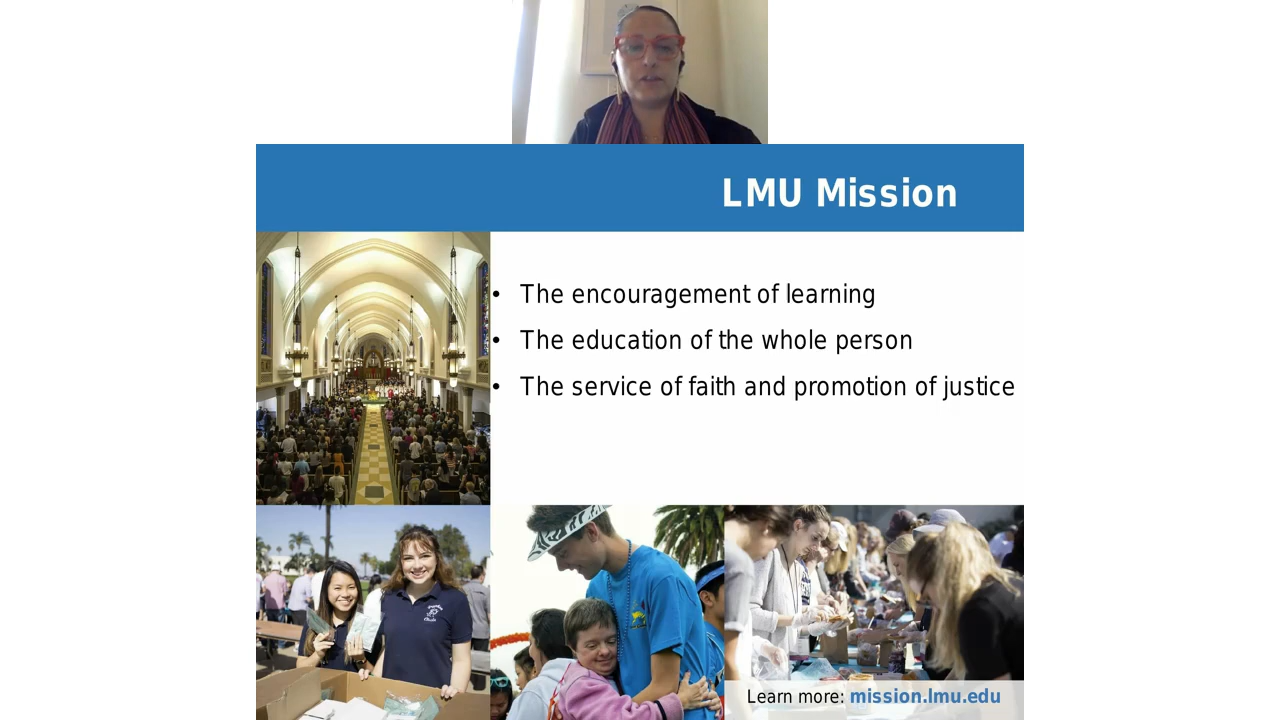 LMU Mission
• The encouragement of learning
• The education of the whole person
• The service of faith and promotion of justice
Learn more: mission.lmu.edu